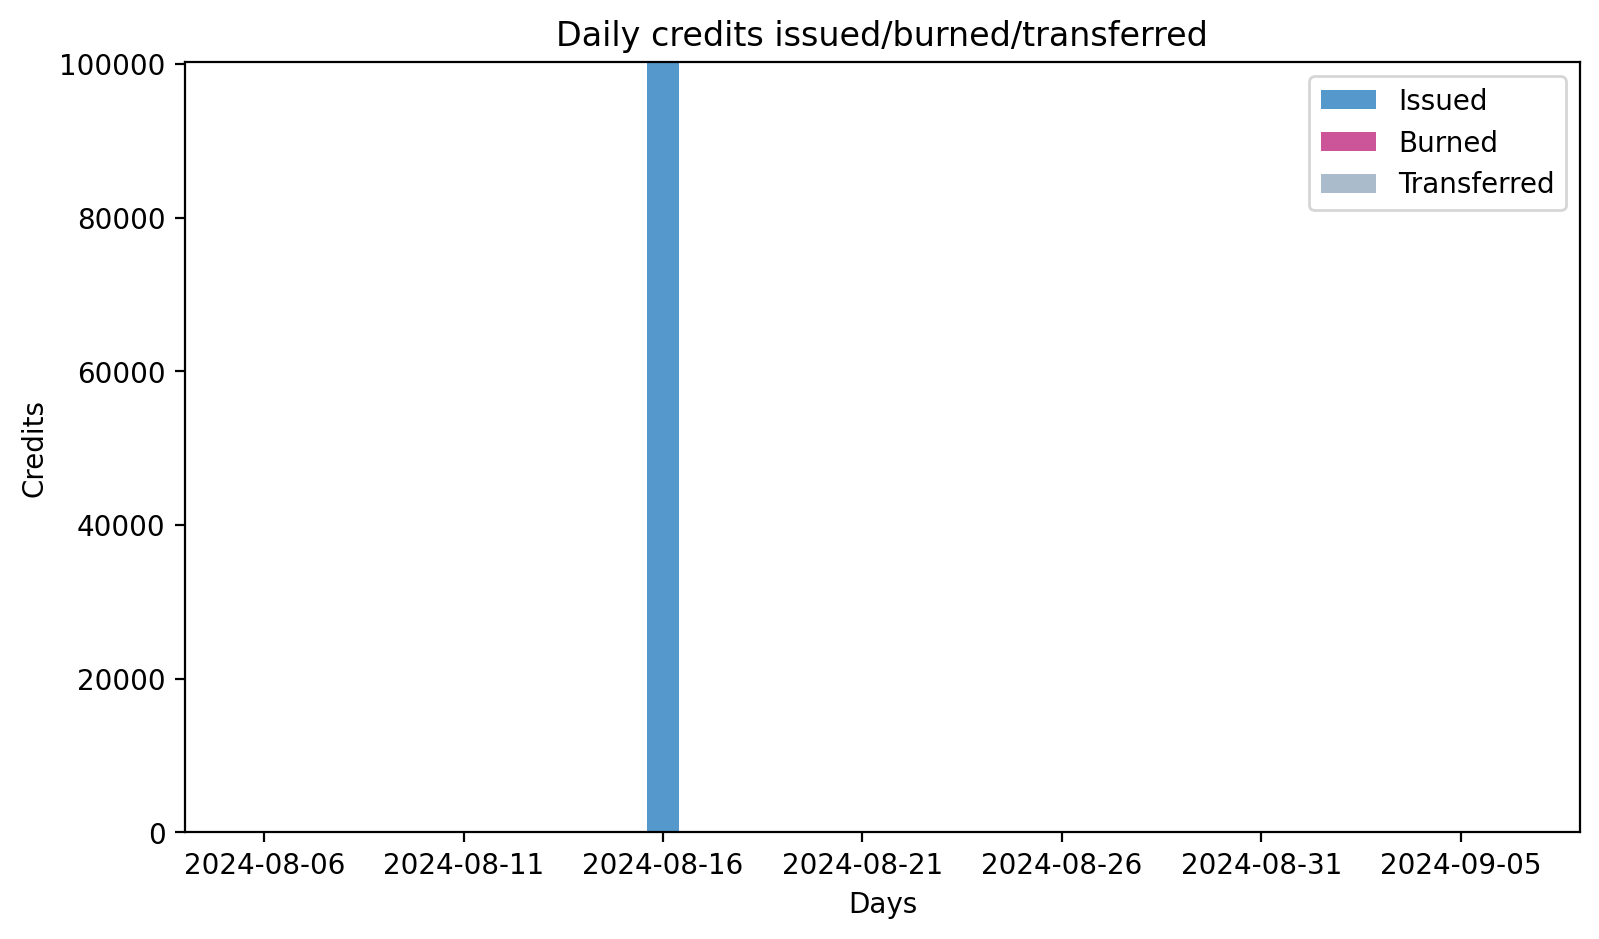 Daily credits issued/burned/transferred
100000
80000
60000
40000
20000
0
Credits
Issued
Burned
Transferred
2024-08-06 2024-08-11 2024-08-16 2024-08-21 2024-08-26 2024-08-31 2024-09-05
Days